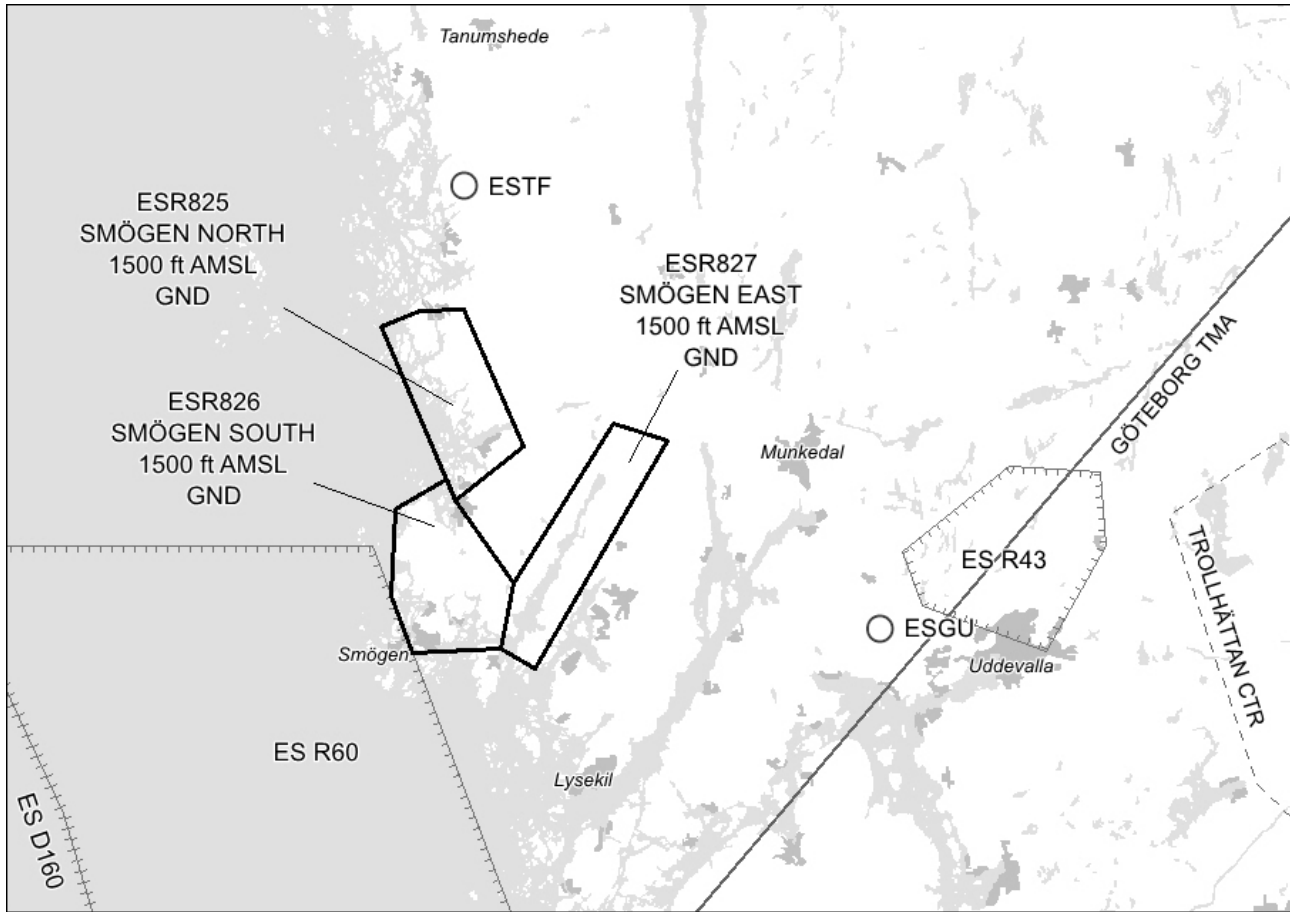 Tanumshede
ESTF
ESR825
SMÖGEN NORTH
1500 ft AMSL
GND
ESR827
SMÖGEN EAST
1500 ft AMSL
GND
GÖTEBORG TMA
ESR826
SMÖGEN SOUTH
1500 ft AMSL
GND
Munkedal
ES R43
TROLLHÄTTAN CTR
ESGU
Smögen
Uddevalla
ES R60
Lysekil
ES D160